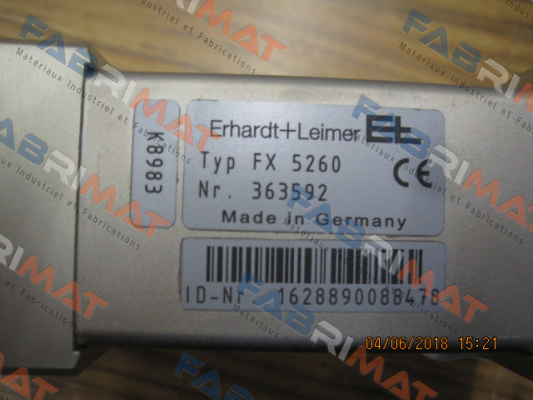 Erhardt+Leimer E+L
Typ FX 5260
Nr. 363592
Made in Germany
CE
K8983
ID-Nr. 1628890088478
04/06/2018 15:21
FABRIMAT
Materiaux Industriel et Fabrications